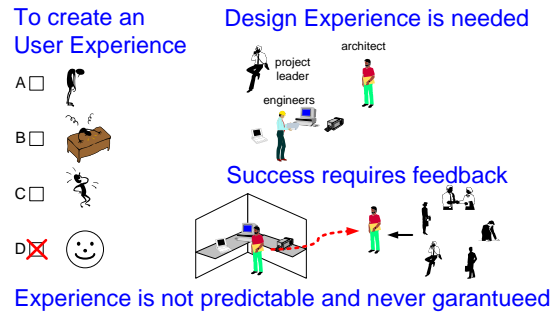 To create an
User Experience
A
B
C
D
Design Experience is needed
project
leader
architect
engineers
Success requires feedback
Experience is not predictable and never garantueed